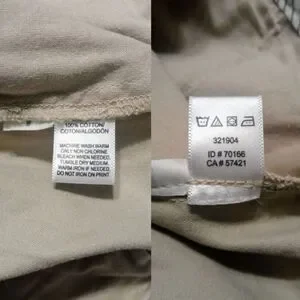 100% COTTON/
COTON/ALGODÓN
MACHINE WASH WARM
ONLY NON CHLORINE
BLEACH WHEN NEEDED.
TUMBLE DRY MEDIUM.
WARM IRON IF NEEDED.
DO NOT IRON ON PRINT
321904
ID # 70166
CA # 57421